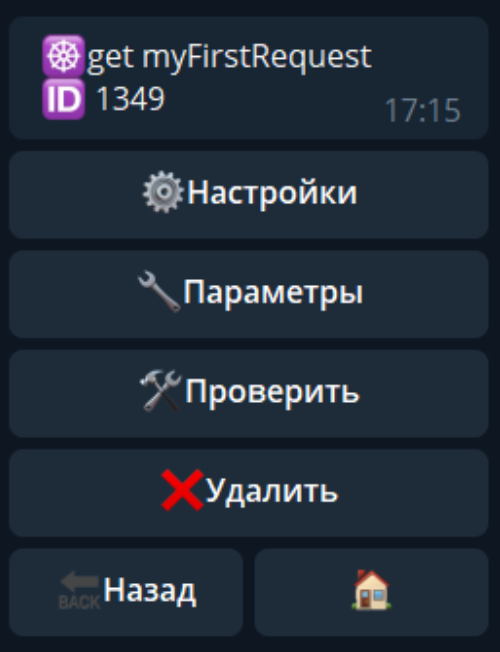 get myFirstRequest
ID 1349
17:15
Настройки
Параметры
Проверить
Удалить
BACK Назад